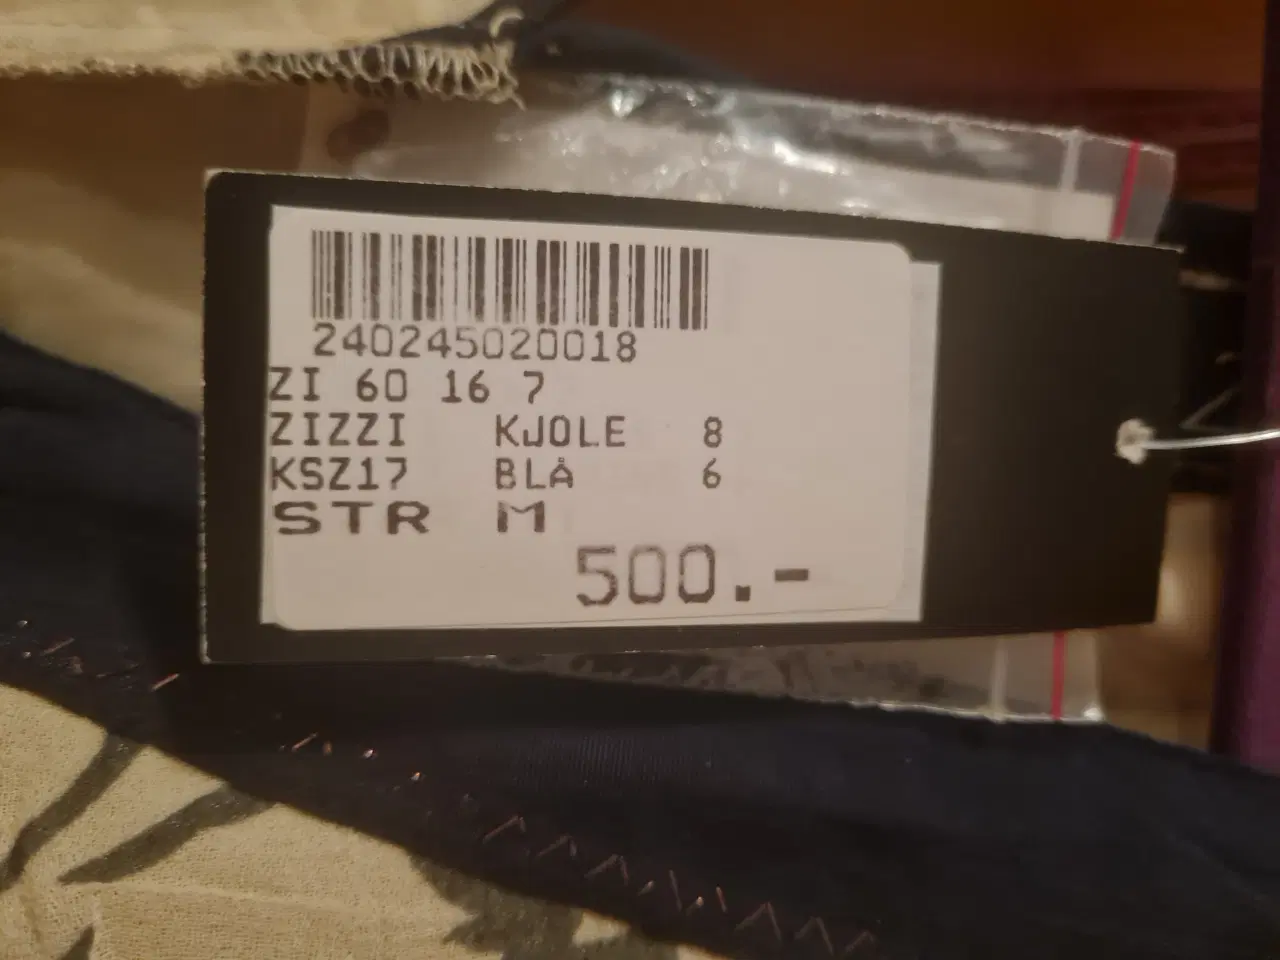 240245020018
ZI 60 16 7
ZIZZI KJOLE 8
KSZ17 BLÅ 6
STR M
500.-